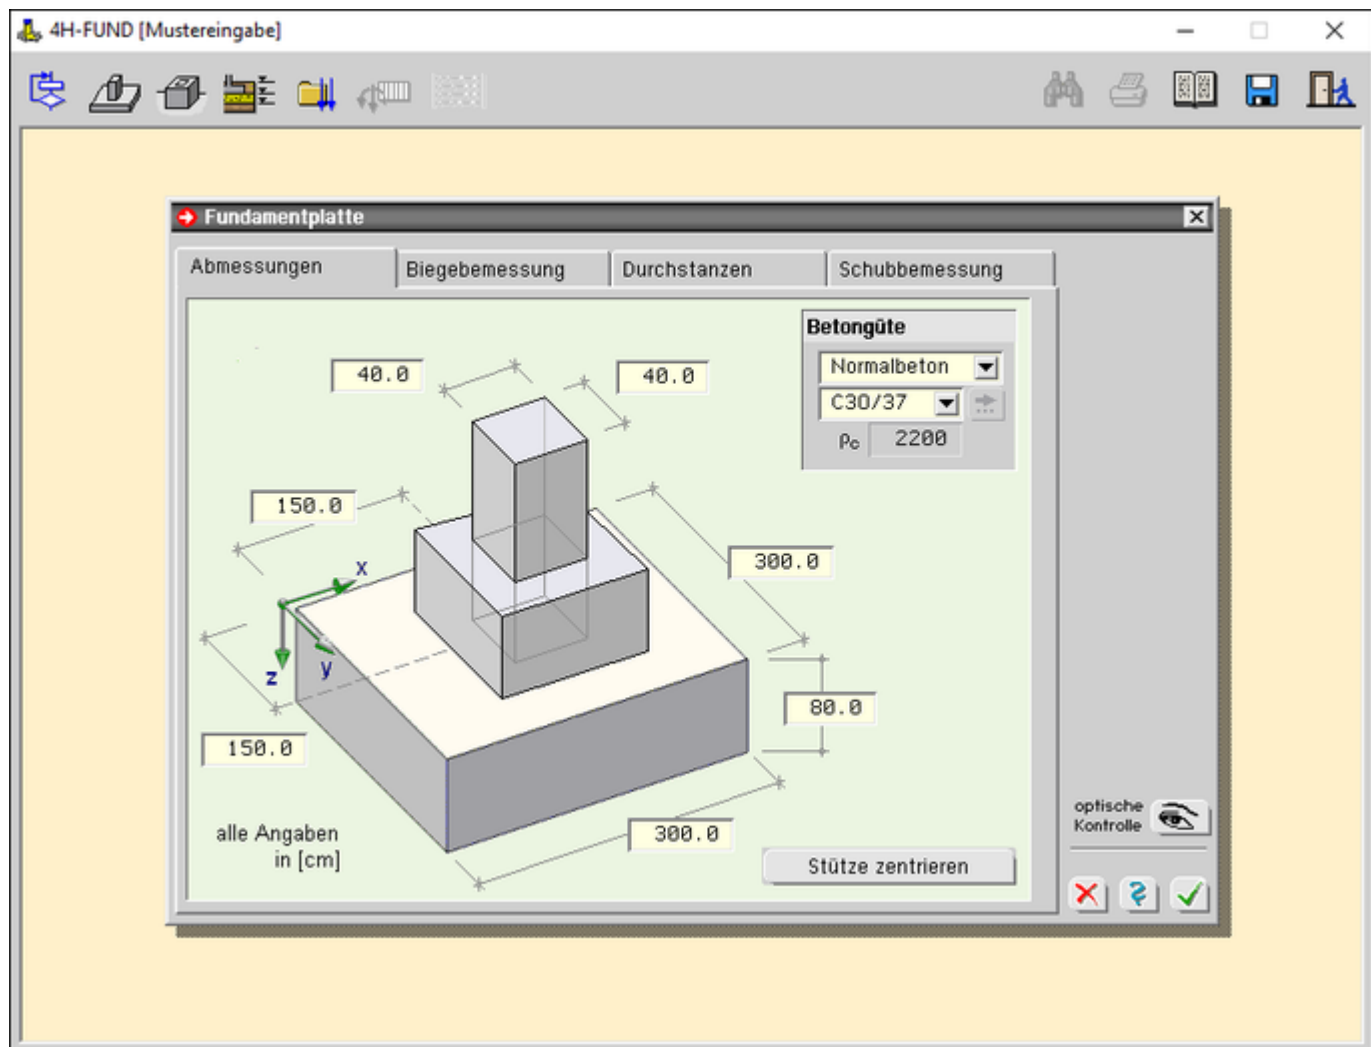 4H-FUND [Mustereingabe]
Fundamentplatte
Abmessungen
Biegebemessung
Durchstanzen
Schubbemessung
Betongüte
Normalbeton
C30/37
ρc 2200
40.0
40.0
150.0
300.0
x
y
z
80.0
150.0
300.0
alle Angaben
in [cm]
Stütze zentrieren
optische
Kontrolle